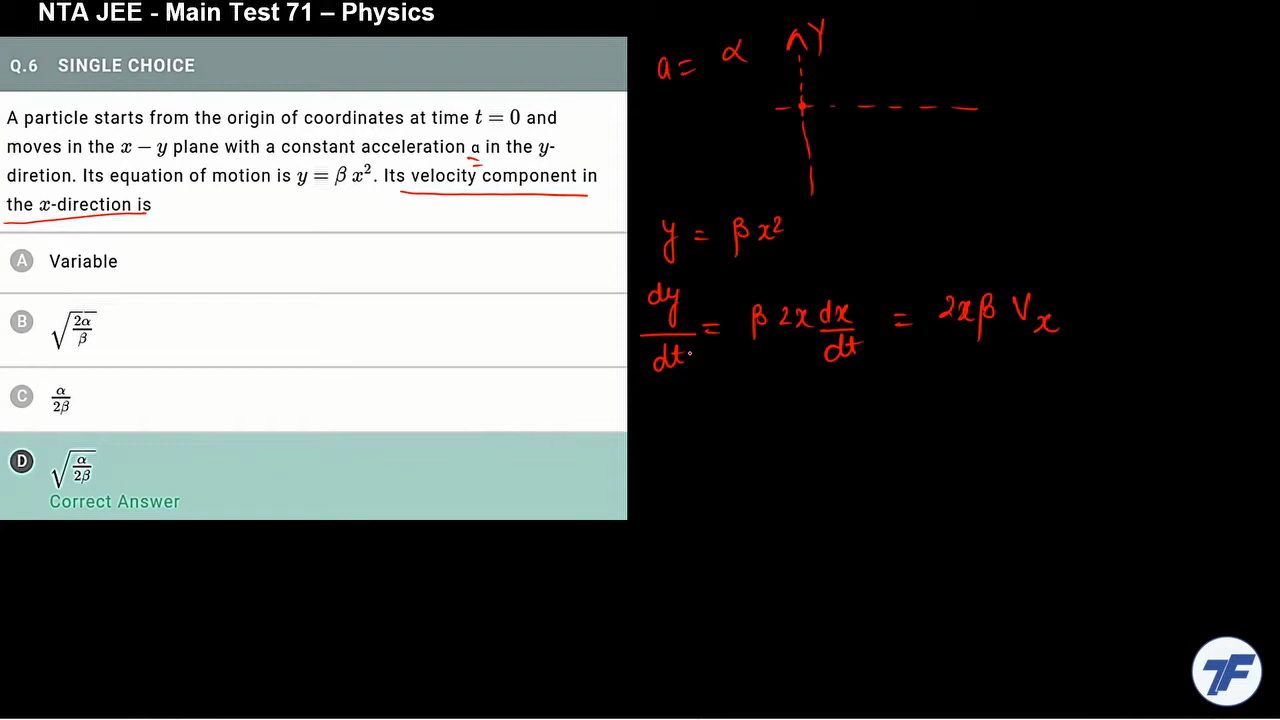 NTA JEE - Main Test 71 – Physics
Q.6 SINGLE CHOICE
A particle starts from the origin of coordinates at time t = 0 and
moves in the x − y plane with a constant acceleration a in the y-
diretion. Its equation of motion is y = β x². Its velocity component in
the x-direction is
A Variable
B √(2α/β)
C α/2β
D √(α/2β)
Correct Answer
a = α
Y
y = β x²
dy/dt = β 2x dx/dt = 2xβ Vx
7F